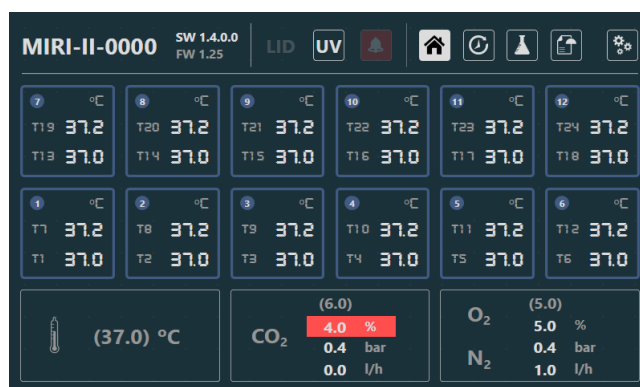 MIRI-II-0000 SW 1.4.0.0 LID UV
FW 1.25
7 °C 8 °C 9 °C 10 °C 11 °C 12 °C
T19 37.2 T20 37.2 T21 37.2 T22 37.2 T23 37.2 T24 37.2
T13 37.0 T14 37.0 T15 37.0 T16 37.0 T17 37.0 T18 37.0
1 °C 2 °C 3 °C 4 °C 5 °C 6 °C
T7 37.2 T8 37.2 T9 37.2 T10 37.2 T11 37.2 T12 37.2
T1 37.0 T2 37.0 T3 37.0 T4 37.0 T5 37.0 T6 37.0
(37.0) °C
CO2
(6.0)
4.0 %
0.4 bar
0.0 l/h
O2
N2
(5.0)
5.0 %
0.4 bar
1.0 l/h